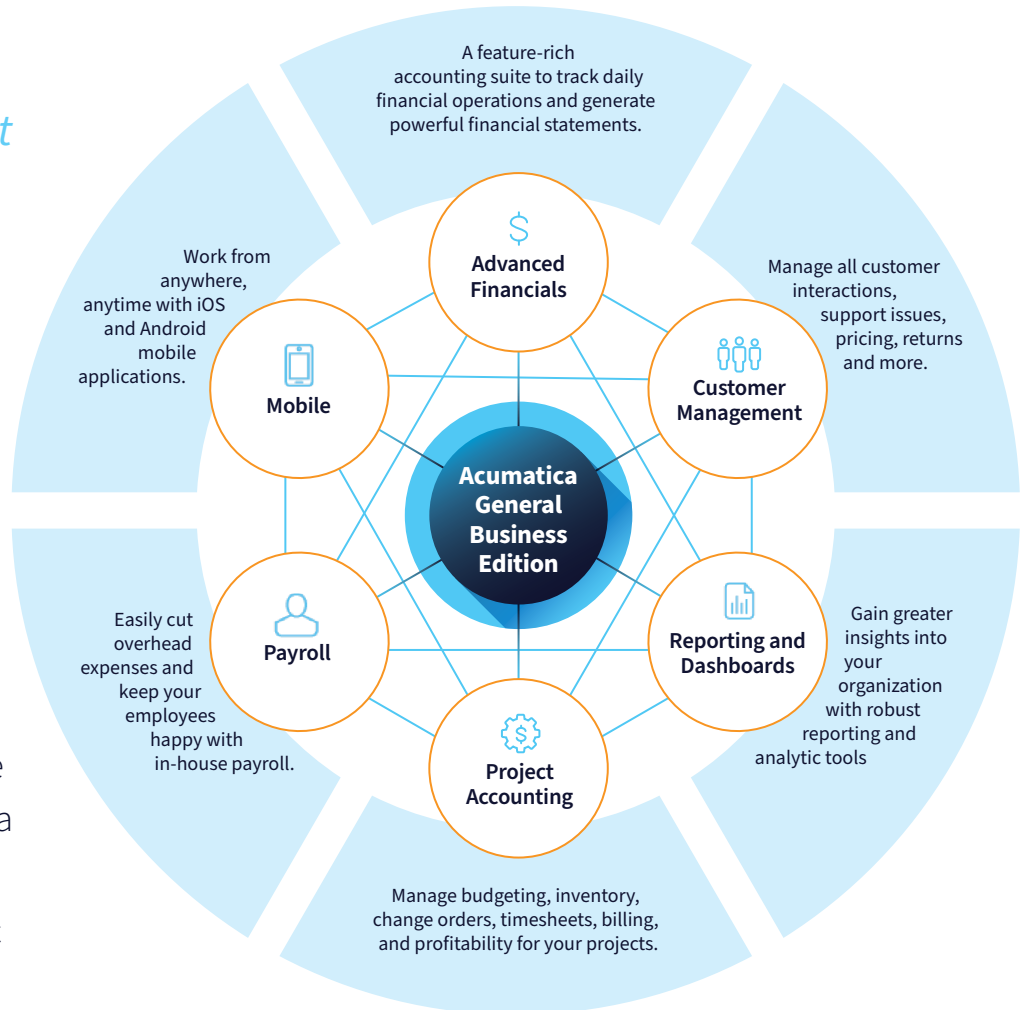 A feature-rich
accounting suite to track daily
financial operations and generate
powerful financial statements.
$
Advanced
Financials
Manage all customer
interactions,
support issues,
pricing, returns
and more.
Customer
Management
Gain greater
insights into
your
organization
with robust
reporting and
analytic tools
Reporting and
Dashboards
Manage budgeting, inventory,
change orders, timesheets, billing,
and profitability for your projects.
$
Project
Accounting
Easily cut
overhead
expenses and
keep your
employees
happy with
in-house payroll.
Payroll
Work from
anywhere,
anytime with iOS
and Android
mobile
applications.
Mobile
Acumatica
General
Business
Edition
t
e
a